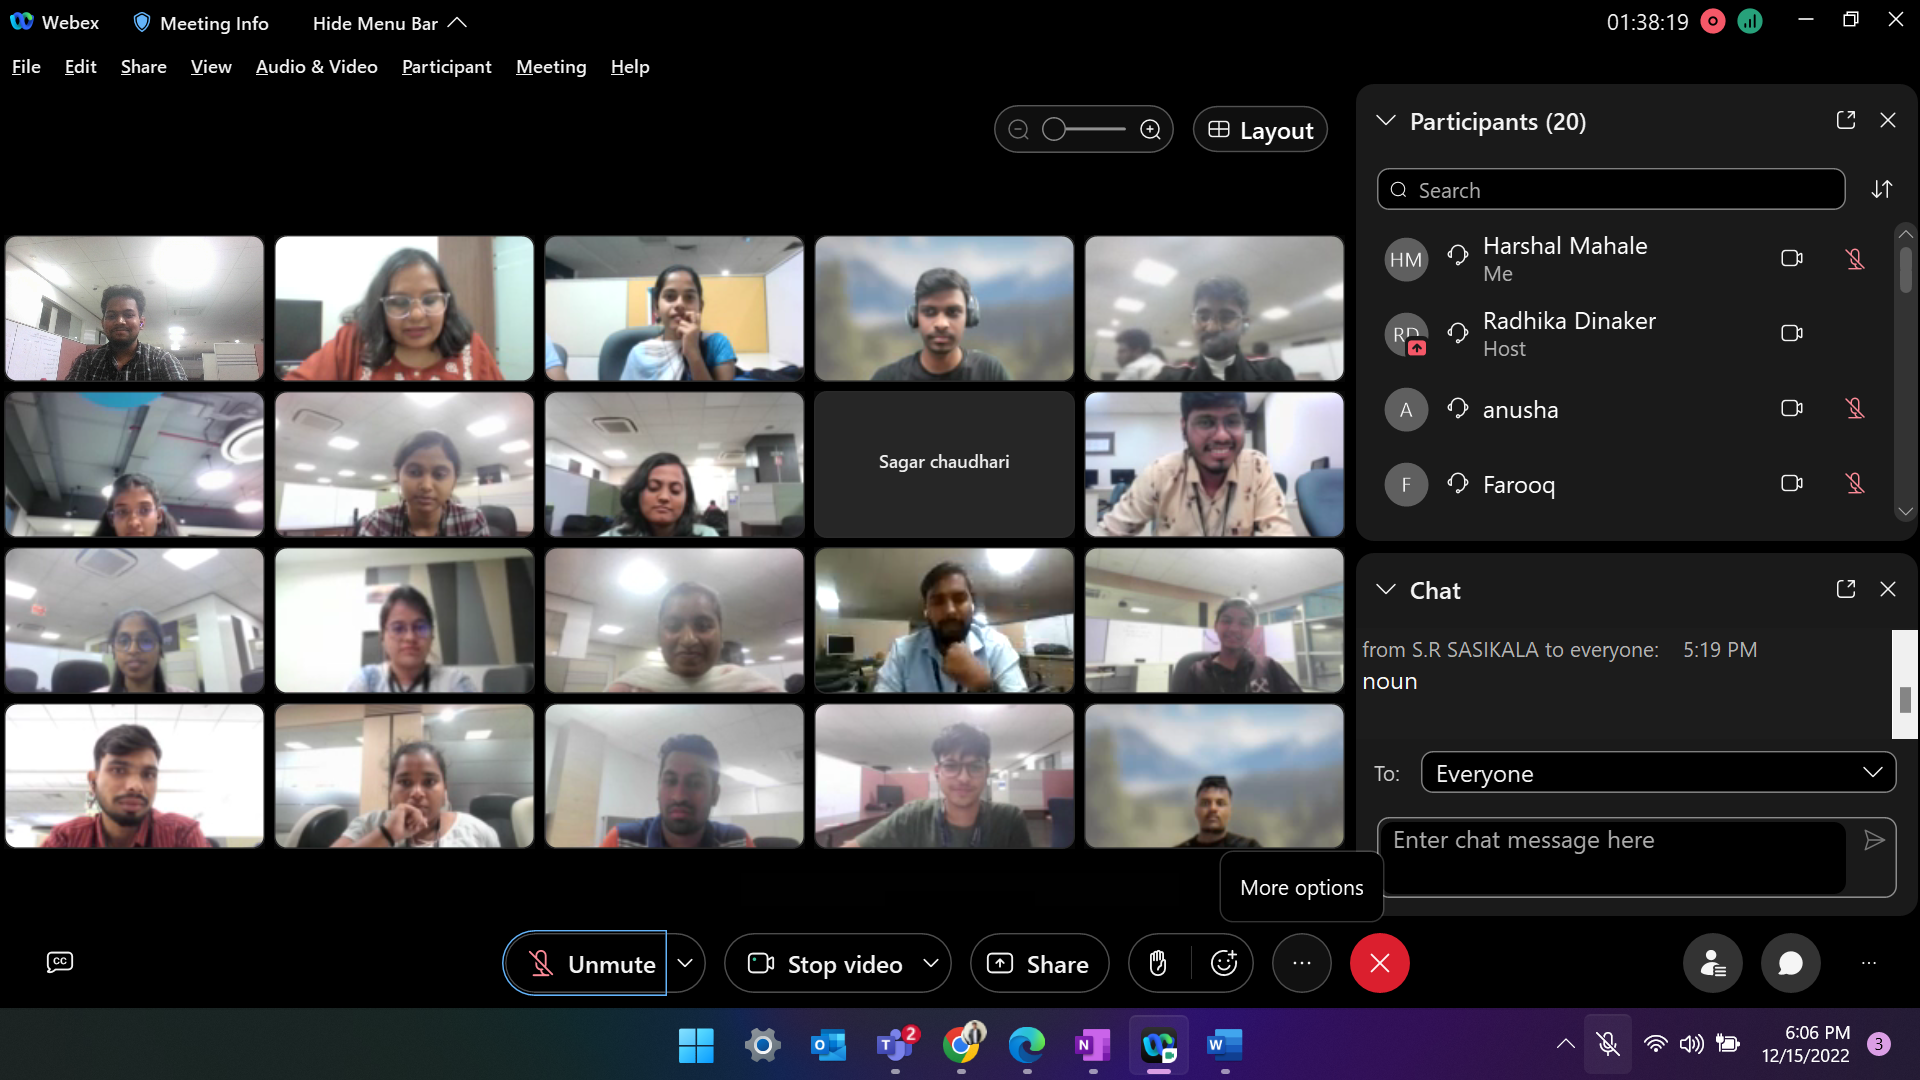 Webex
Meeting Info
Hide Menu Bar
01:38:19
File Edit Share View Audio & Video Participant Meeting Help
Layout
Participants (20)
Search
HM
Harshal Mahale
Me
RD
Radhika Dinaker
Host
A
anusha
F
Farooq
Sagar chaudhari
Chat
from S.R SASIKALA to everyone: 5:19 PM
noun
To:
Everyone
Enter chat message here
More options
CC
Unmute
Stop video
Share
O
T
2
N
W
6:06 PM
12/15/2022
3